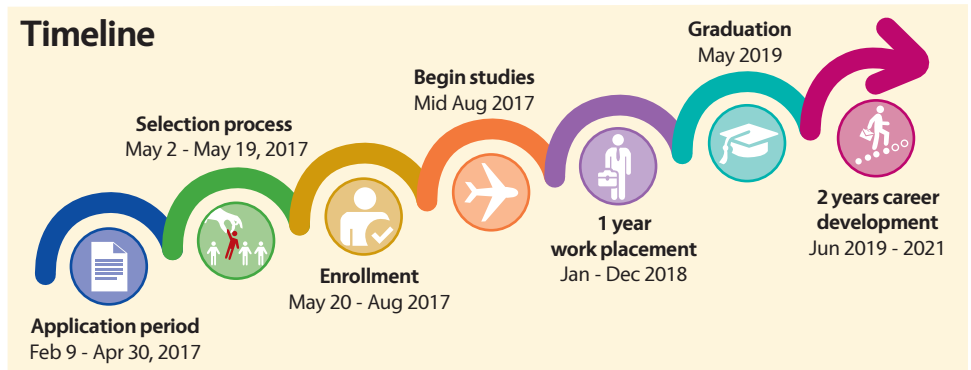 Timeline
Application period
Feb 9 - Apr 30, 2017
Selection process
May 2 - May 19, 2017
Enrollment
May 20 - Aug 2017
Begin studies
Mid Aug 2017
1 year
work placement
Jan - Dec 2018
Graduation
May 2019
2 years career
development
Jun 2019 - 2021